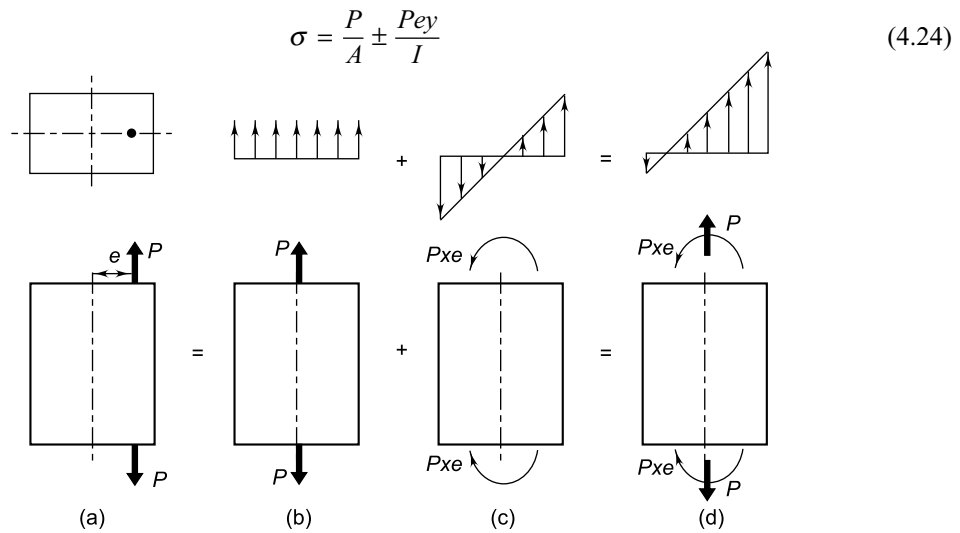 σ = P/A ± Pey/I (4.24)
+ =
e P P Pxe Pxe P
= + =
P P Pxe Pxe P
(a) (b) (c) (d)